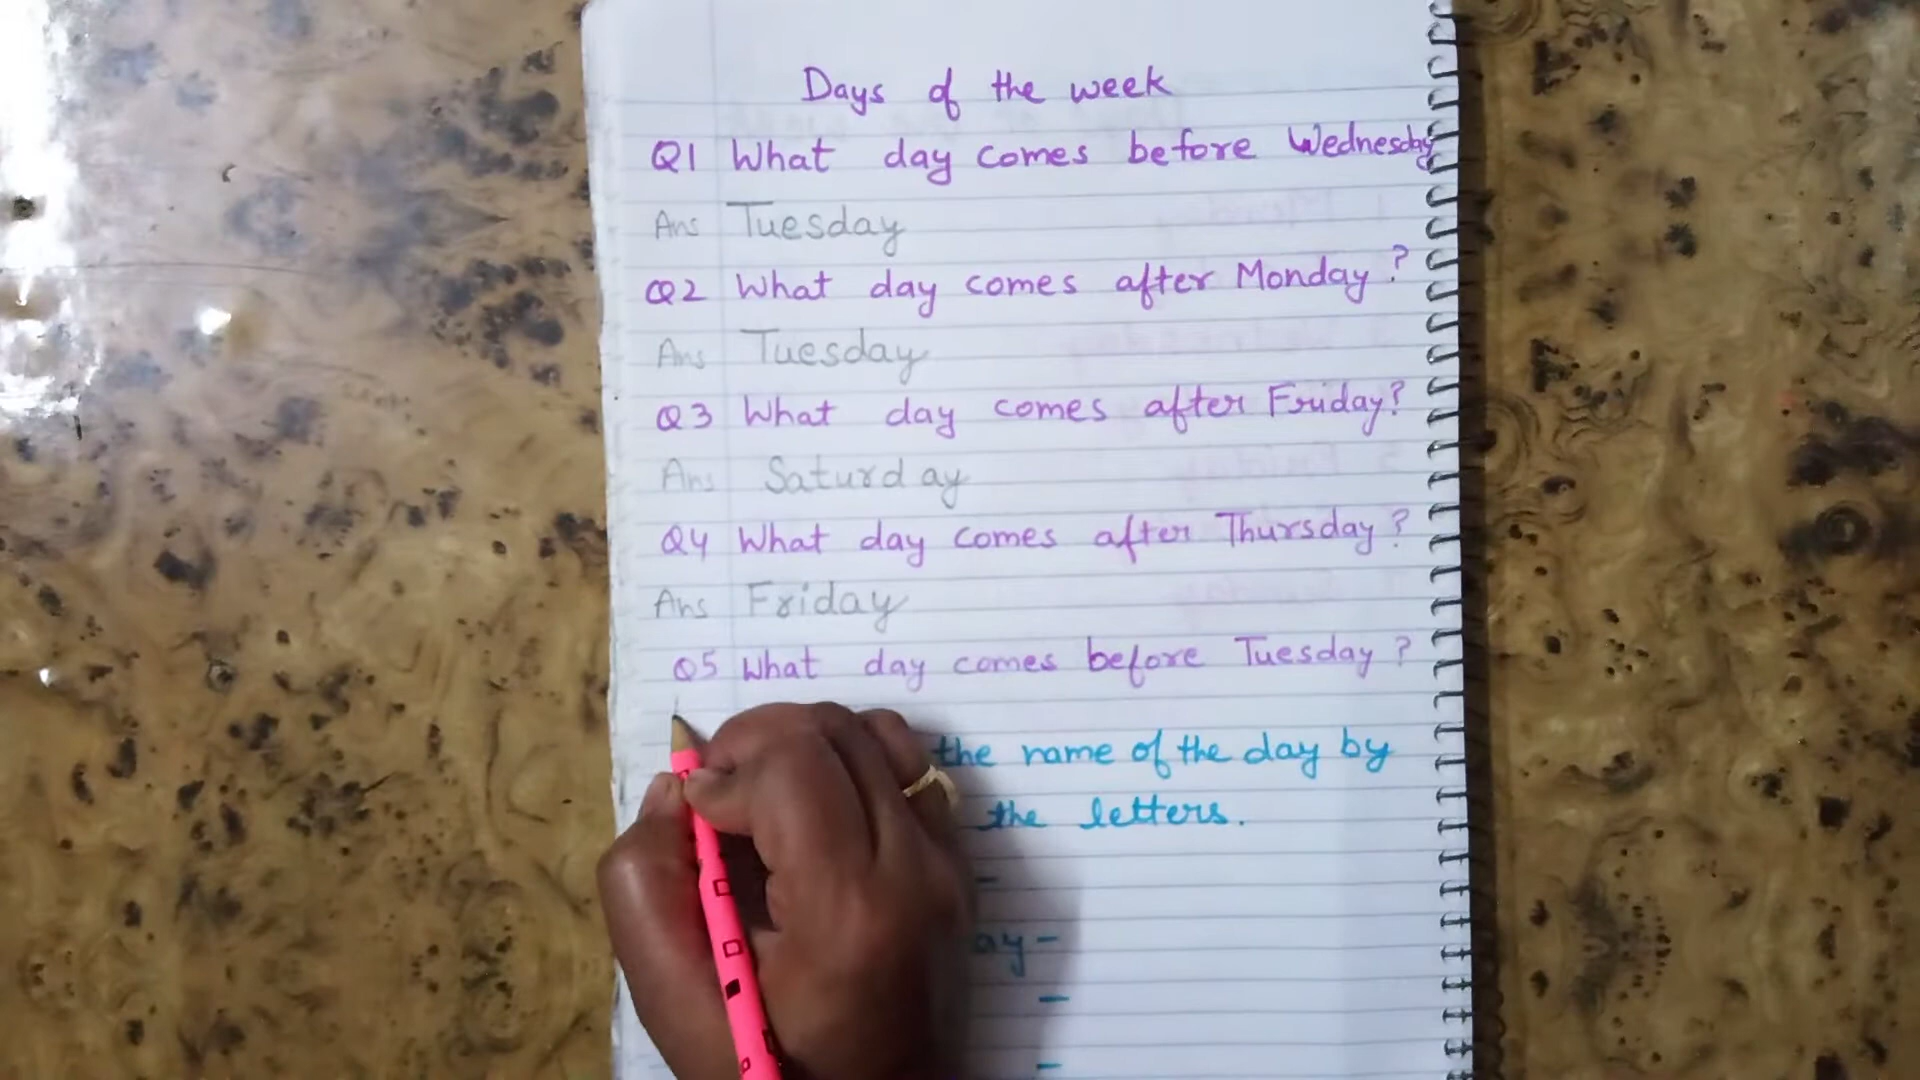 Days of the week
Q1 What day comes before Wednesday
Ans Tuesday
Q2 What day comes after Monday ?
Ans Tuesday
Q3 What day comes after Friday?
Ans Saturday
Q4 What day comes after Thursday ?
Ans Friday
Q5 What day comes before Tuesday ?
the name of the day by
the letters.
-
ay -
-
-